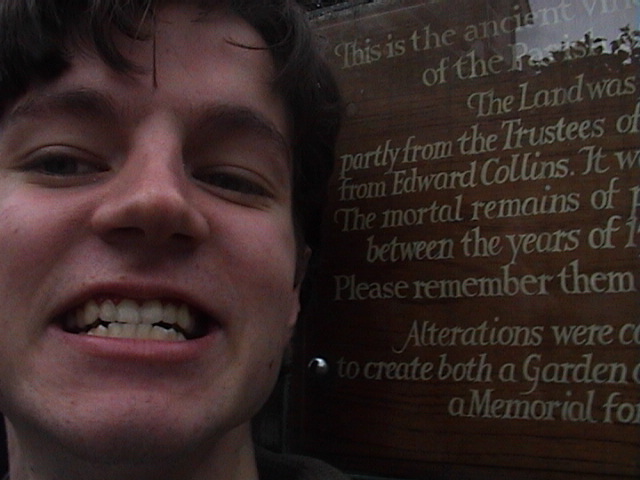 This is the ancient
of the Parish
The Land was
partly from the Trustees of
from Edward Collins. It
The mortal remains of
between the years of
Please remember them
Alterations were
to create both a Garden
a Memorial for